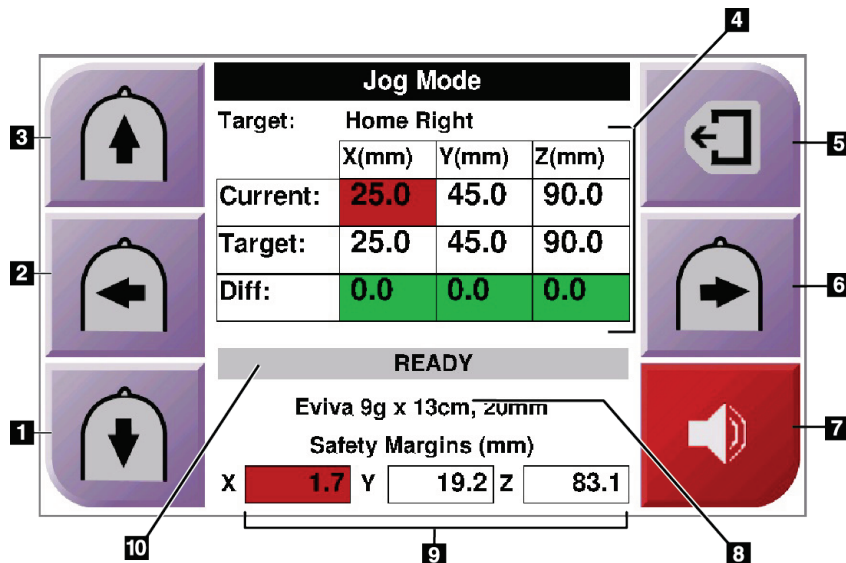 4
Jog Mode
3
Target: Home Right
5
X(mm) Y(mm) Z(mm)
Current: 25.0 45.0 90.0
Target: 25.0 45.0 90.0
2
6
Diff: 0.0 0.0 0.0
READY
Eviva 9g x 13cm, 20mm
1
7
Safety Margins (mm)
X 1.7 Y 19.2 Z 83.1
10
9
8